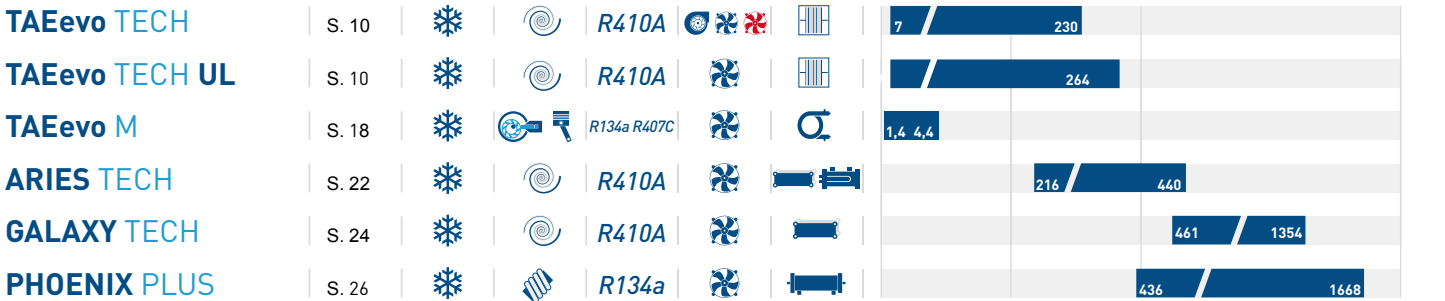 TAEevo TECH S. 10 R410A 7 230
TAEevo TECH UL S. 10 R410A 264
TAEevo M S. 18 R134a R407C 1,4 4,4
ARIES TECH S. 22 R410A 216 440
GALAXY TECH S. 24 R410A 461 1354
PHOENIX PLUS S. 26 R134a 436 1668